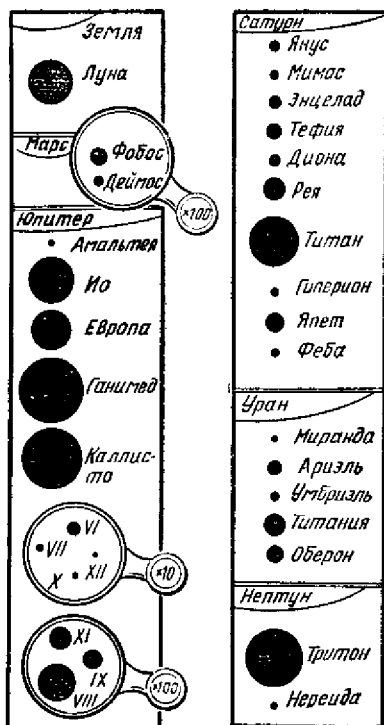 Земля
Луна
Марс
Фобос
Деймос
×100
Юпитер
Амальтея
Ио
Европа
Ганимед
Каллис-
то
VI
VII
XII
X
×10
XI
IX
VIII
×100
Сатурн
Янус
Мимас
Энцелад
Тефия
Диона
Рея
Титан
Гиперион
Япет
Феба
Уран
Миранда
Ариэль
Умбриэль
Титания
Оберон
Нептун
Тритон
Нереида